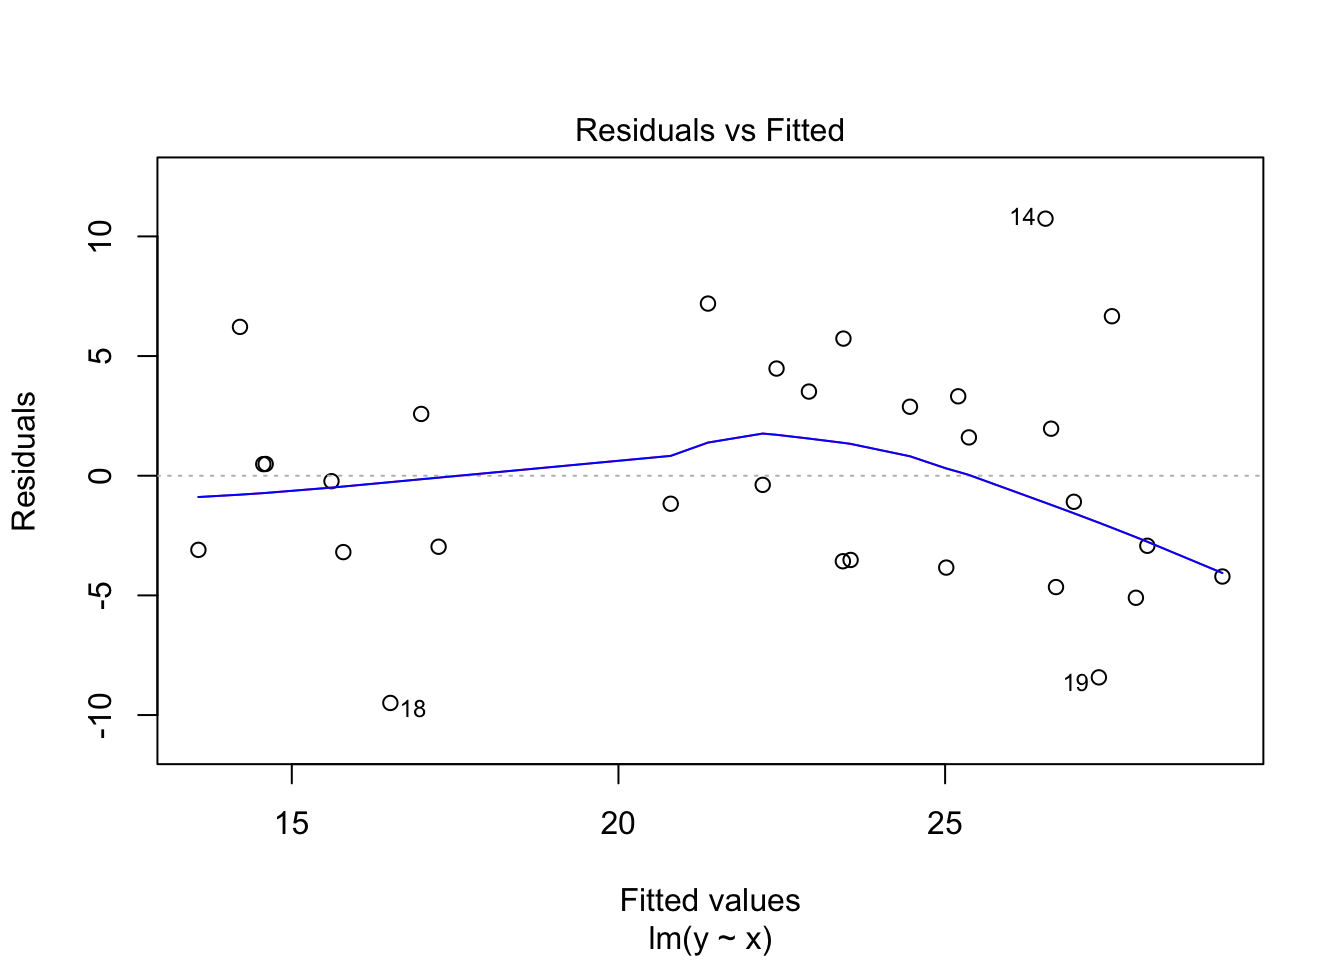 Residuals vs Fitted
Residuals
10
5
0
-5
-10
14
18
19
15 20 25
Fitted values
lm(y ~ x)